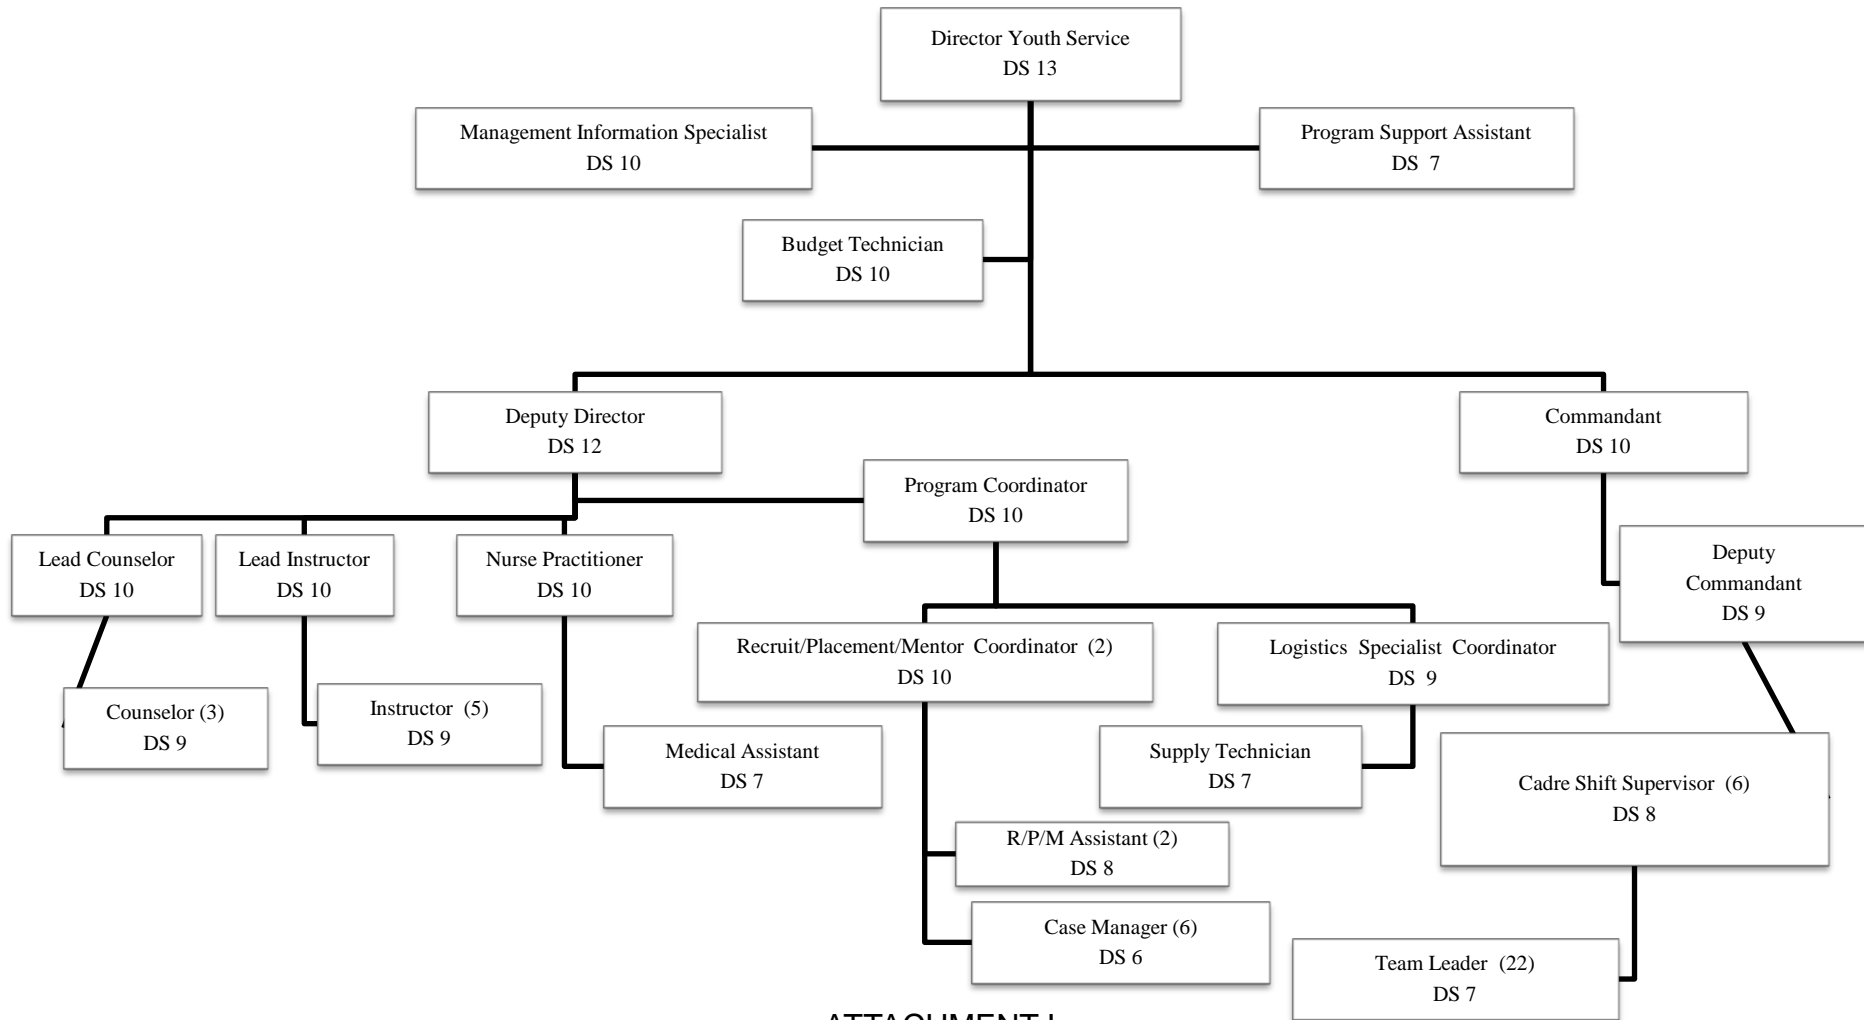 Director Youth Service
DS 13
Management Information Specialist
DS 10
Program Support Assistant
DS 7
Budget Technician
DS 10
Deputy Director
DS 12
Commandant
DS 10
Program Coordinator
DS 10
Lead Counselor
DS 10
Lead Instructor
DS 10
Nurse Practitioner
DS 10
Deputy
Commandant
DS 9
Recruit/Placement/Mentor Coordinator (2)
DS 10
Logistics Specialist Coordinator
DS 9
Counselor (3)
DS 9
Instructor (5)
DS 9
Medical Assistant
DS 7
Supply Technician
DS 7
Cadre Shift Supervisor (6)
DS 8
R/P/M Assistant (2)
DS 8
Case Manager (6)
DS 6
Team Leader (22)
DS 7
ATTACHMENT I